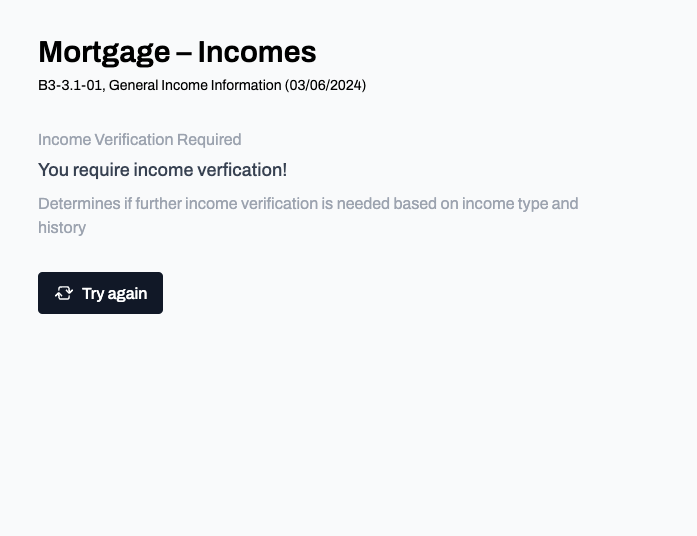 Mortgage – Incomes
B3-3.1-01, General Income Information (03/06/2024)
Income Verification Required
You require income verfication!
Determines if further income verification is needed based on income type and
history
Try again